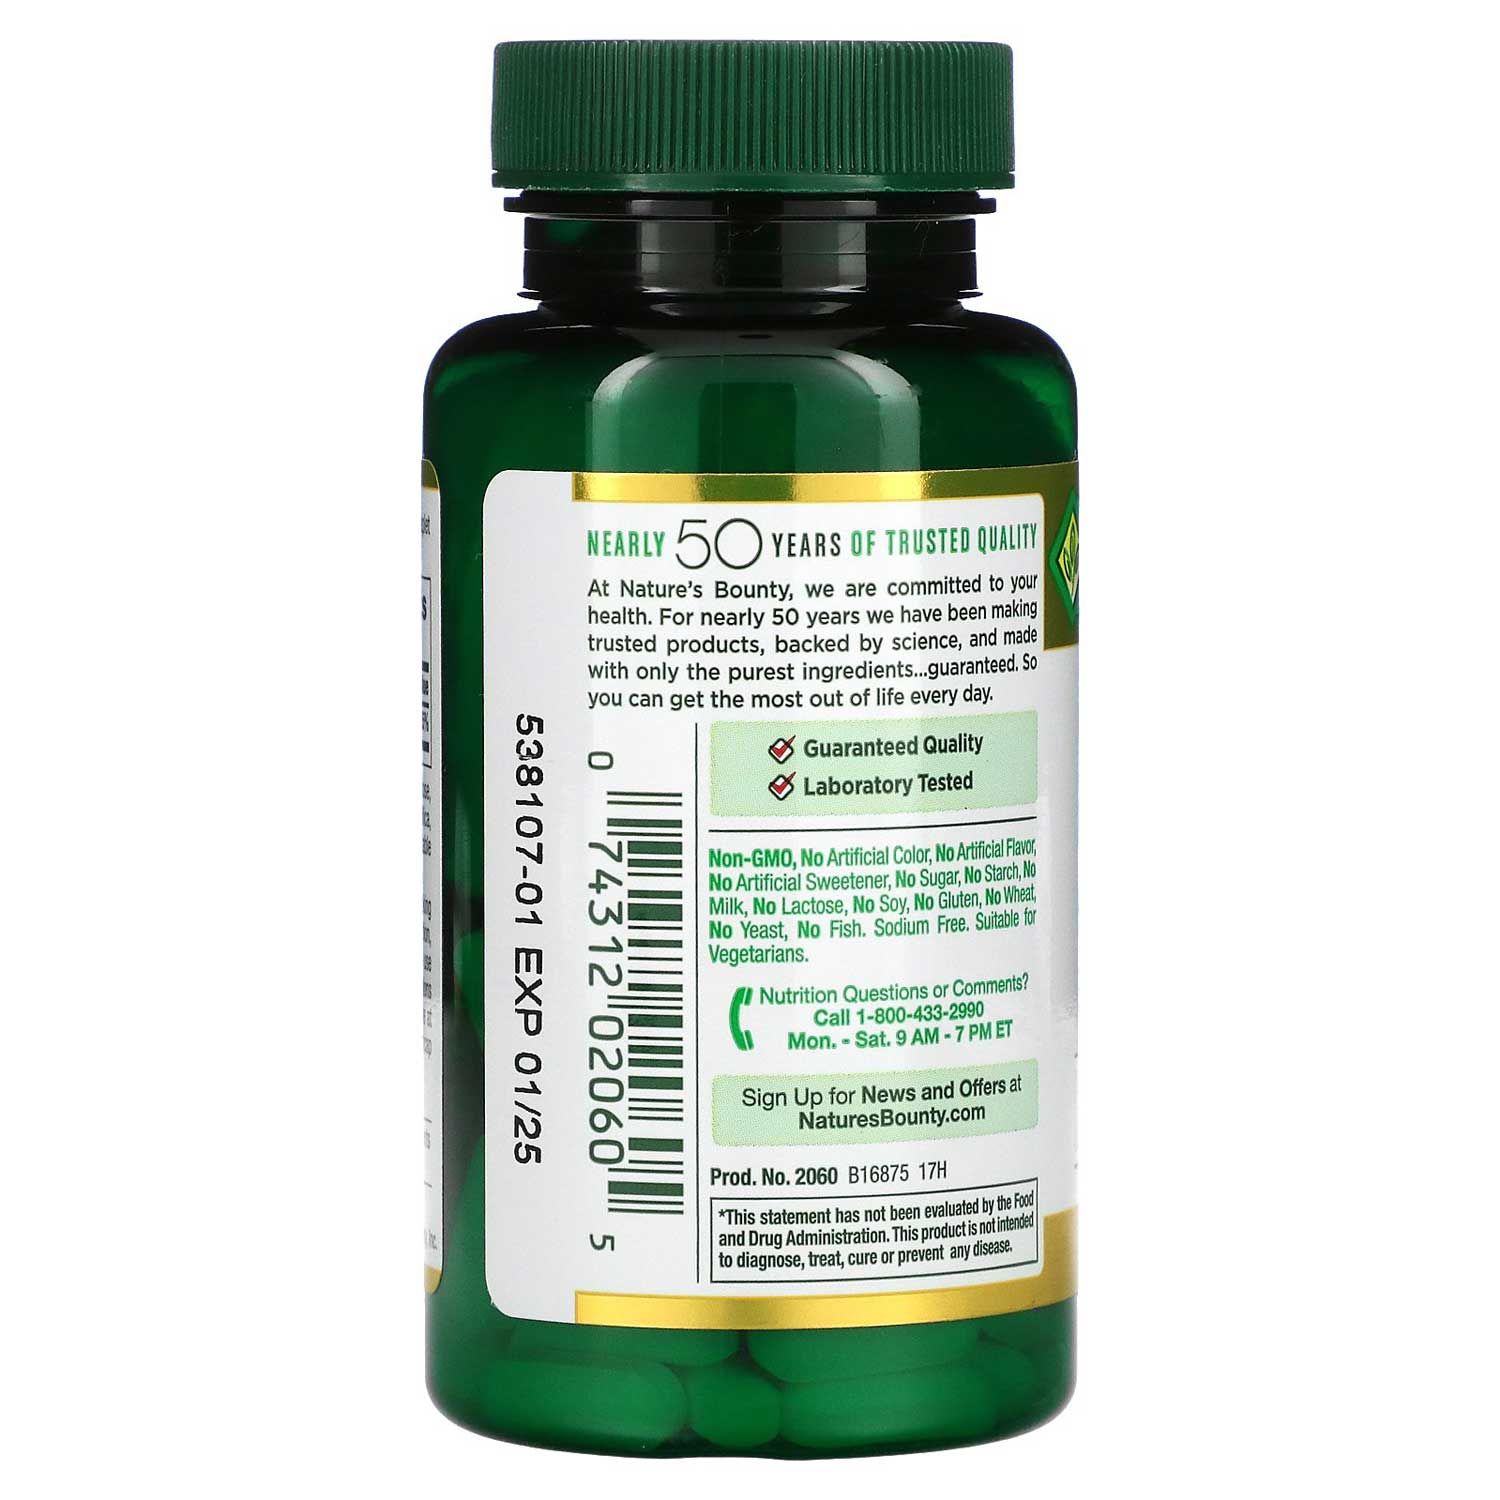 NEARLY 50 YEARS OF TRUSTED QUALITY
At Nature's Bounty, we are committed to your
health. For nearly 50 years we have been making
trusted products, backed by science, and made
with only the purest ingredients...guaranteed. So
you can get the most out of life every day.
Guaranteed Quality
Laboratory Tested
Non-GMO, No Artificial Color, No Artificial Flavor,
No Artificial Sweetener, No Sugar, No Starch, No
Milk, No Lactose, No Soy, No Gluten, No Wheat,
No Yeast, No Fish. Sodium Free. Suitable for
Vegetarians.
Nutrition Questions or Comments?
Call 1-800-433-2990
Mon. - Sat. 9 AM - 7 PM ET
Sign Up for News and Offers at
NaturesBounty.com
Prod. No. 2060 B16875 17H
*This statement has not been evaluated by the Food
and Drug Administration. This product is not intended
to diagnose, treat, cure or prevent any disease.
0 74312 02060 5
538107-01 EXP 01/25
use
at
Inc.